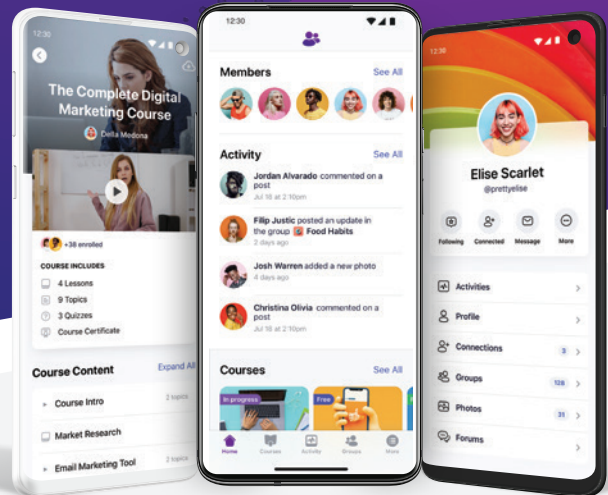 12:30
The Complete Digital
Marketing Course
Della Medona
+38 enrolled
COURSE INCLUDES
4 Lessons
9 Topics
3 Quizzes
Course Certificate
Course Content
Expand All
Course Intro
2 topics
Market Research
Email Marketing Tool
2 topics
12:30
Members
See All
Activity
See All
Jordan Alvarado commented on a
post
Jul 18 at 2:10pm
Filip Justic posted an update in
the group Food Habits
2 days ago
Josh Warren added a new photo
4 days ago
Christina Olivia commented on a
post
Jul 18 at 2:10pm
Courses
See All
In progress
Free
Home
Courses
Activity
Groups
More
12:30
Elise Scarlet
@prettyelise
Following
Connected
Message
More
Activities
Profile
Connections
3
Groups
128
Photos
31
Forums